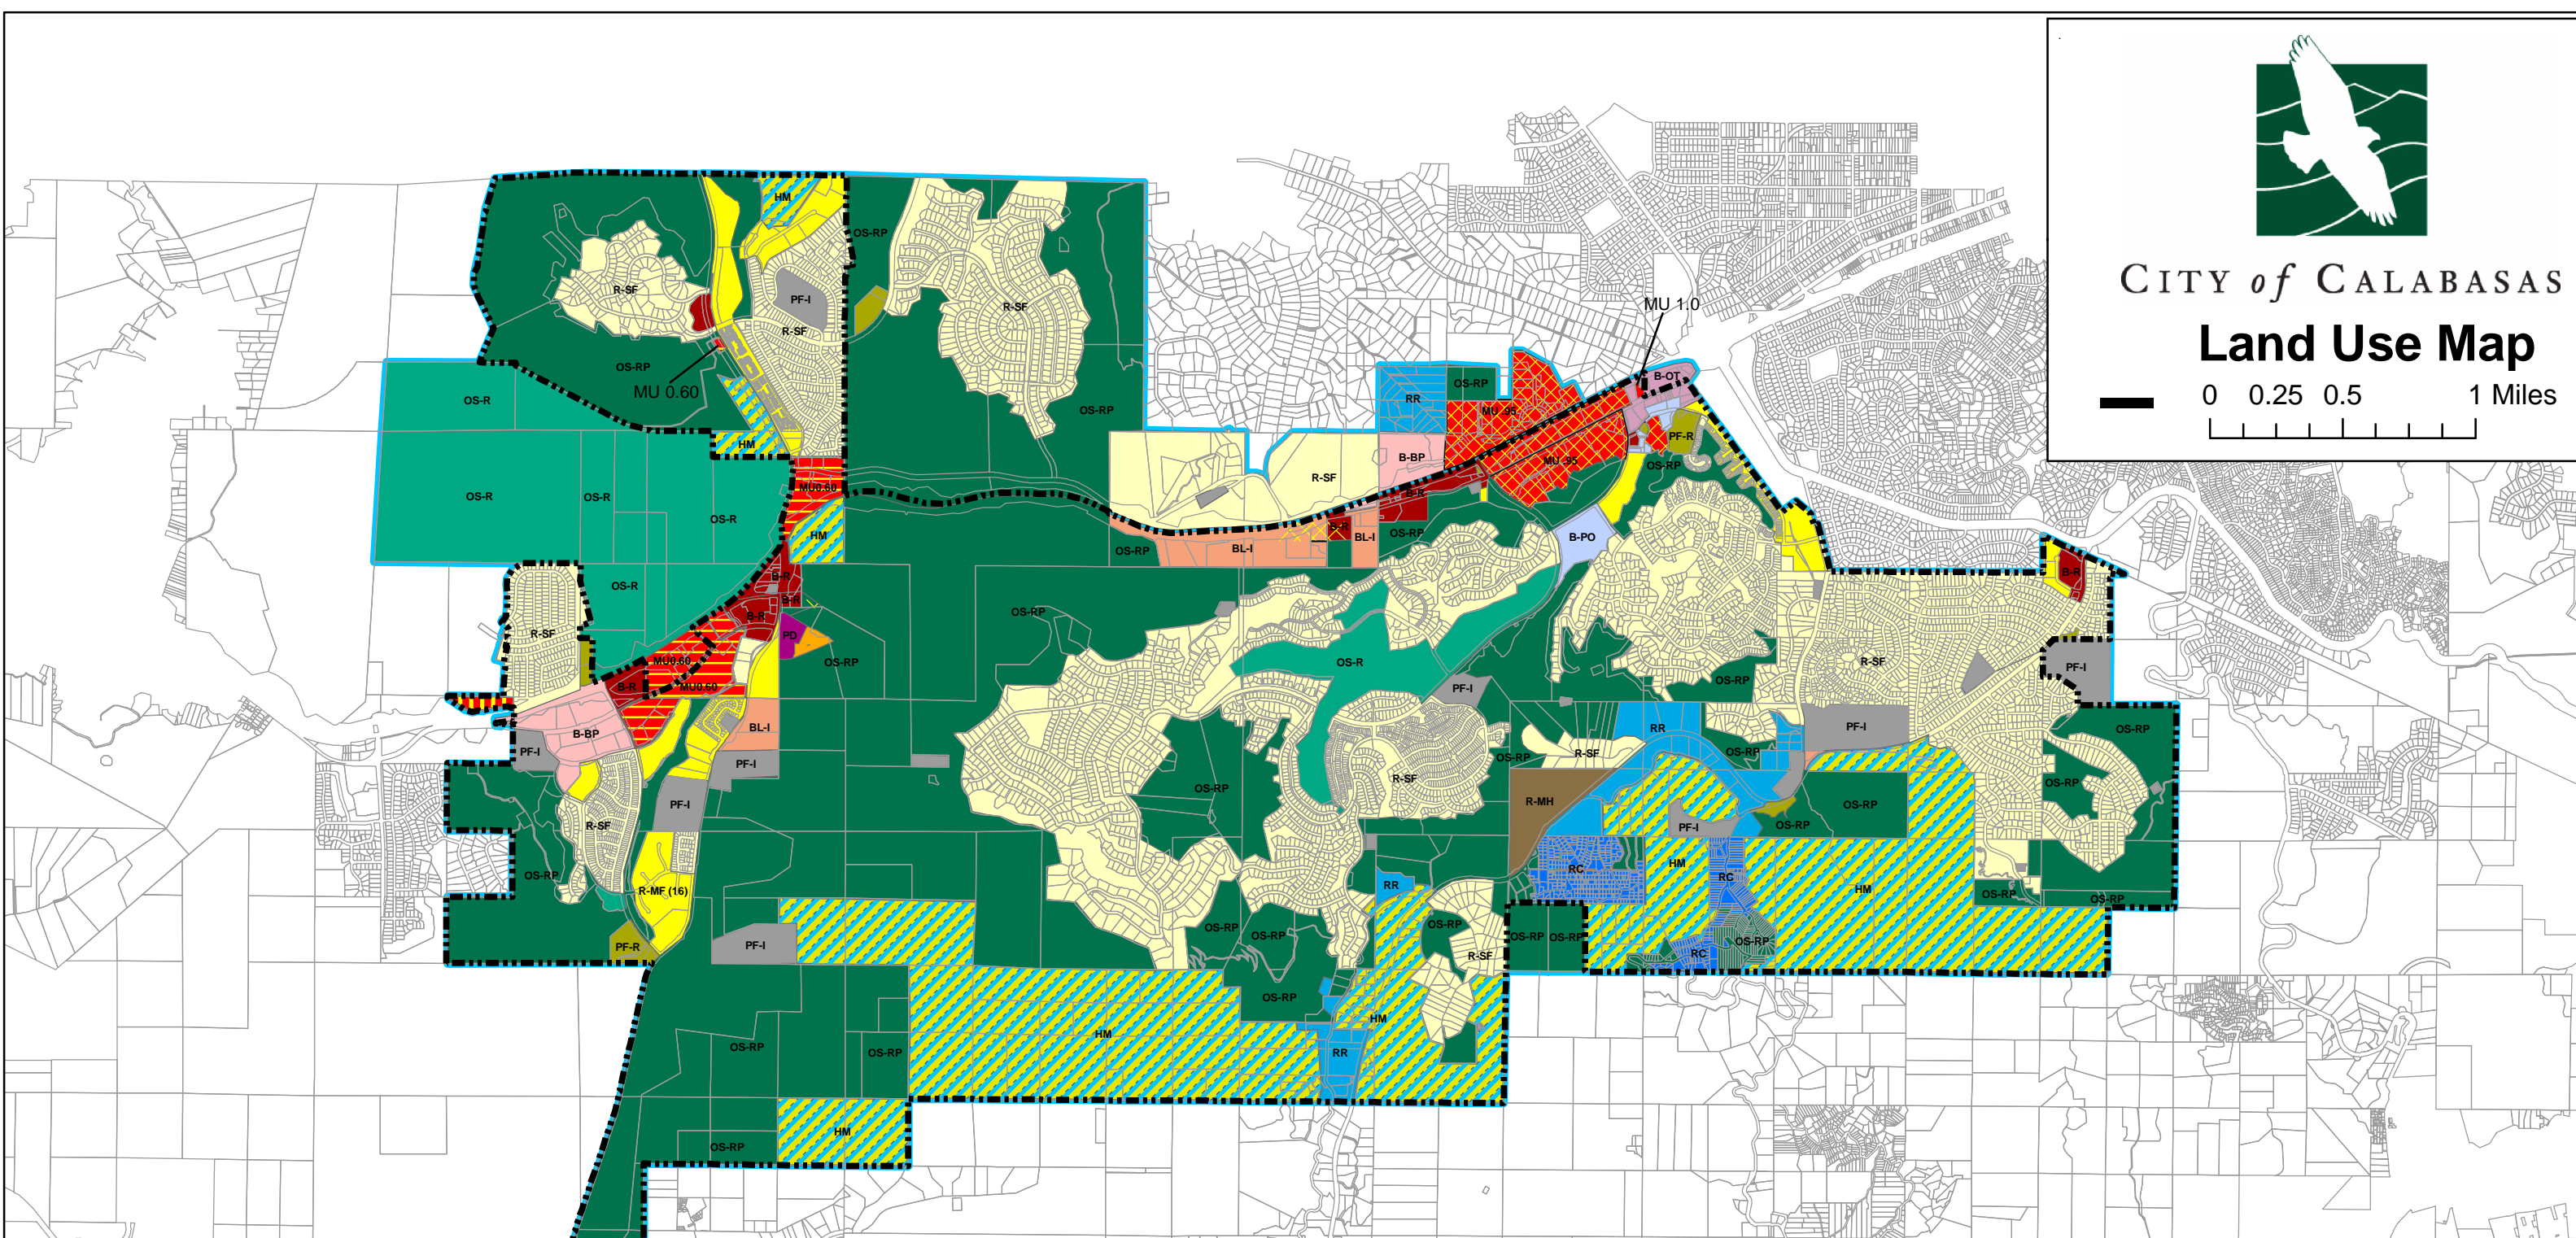 CITY of CALABASAS
Land Use Map
0 0.25 0.5 1 Miles
HM
OS-RP
R-SF
PF-I
R-SF
R-SF
MU 1.0
OS-RP
MU 0.60
B-OT
OS-RP
RR
OS-R
OS-RP
MU .95
PF-R
HM
B-BP
MU .95
OS-RP
R-SF
OS-R
OS-R
MU0.60
B-R
OS-R
HM
B-R
OS-RP
B-PO
BL-I
BL-I
OS-RP
B-R
B-R
OS-R
B-R
OS-RP
B-R
R-SF
PD
MU0.60
OS-RP
OS-R
R-SF
PF-I
B-R
MU0.60
PF-I
OS-RP
BL-I
RR
PF-I
OS-RP
B-BP
PF-I
PF-I
R-SF
OS-RP
OS-RP
R-SF
OS-RP
OS-RP
R-MH
PF-I
OS-RP
R-SF
PF-I
OS-RP
HM
RC
RC
OS-RP
R-MF (16)
RR
HM
OS-RP
OS-RP
PF-R
PF-I
OS-RP
OS-RP
OS-RP
R-SF
OS-RP
OS-RP
OS-RP
RC
OS-RP
HM
HM
OS-RP
OS-RP
RR
HM
OS-RP